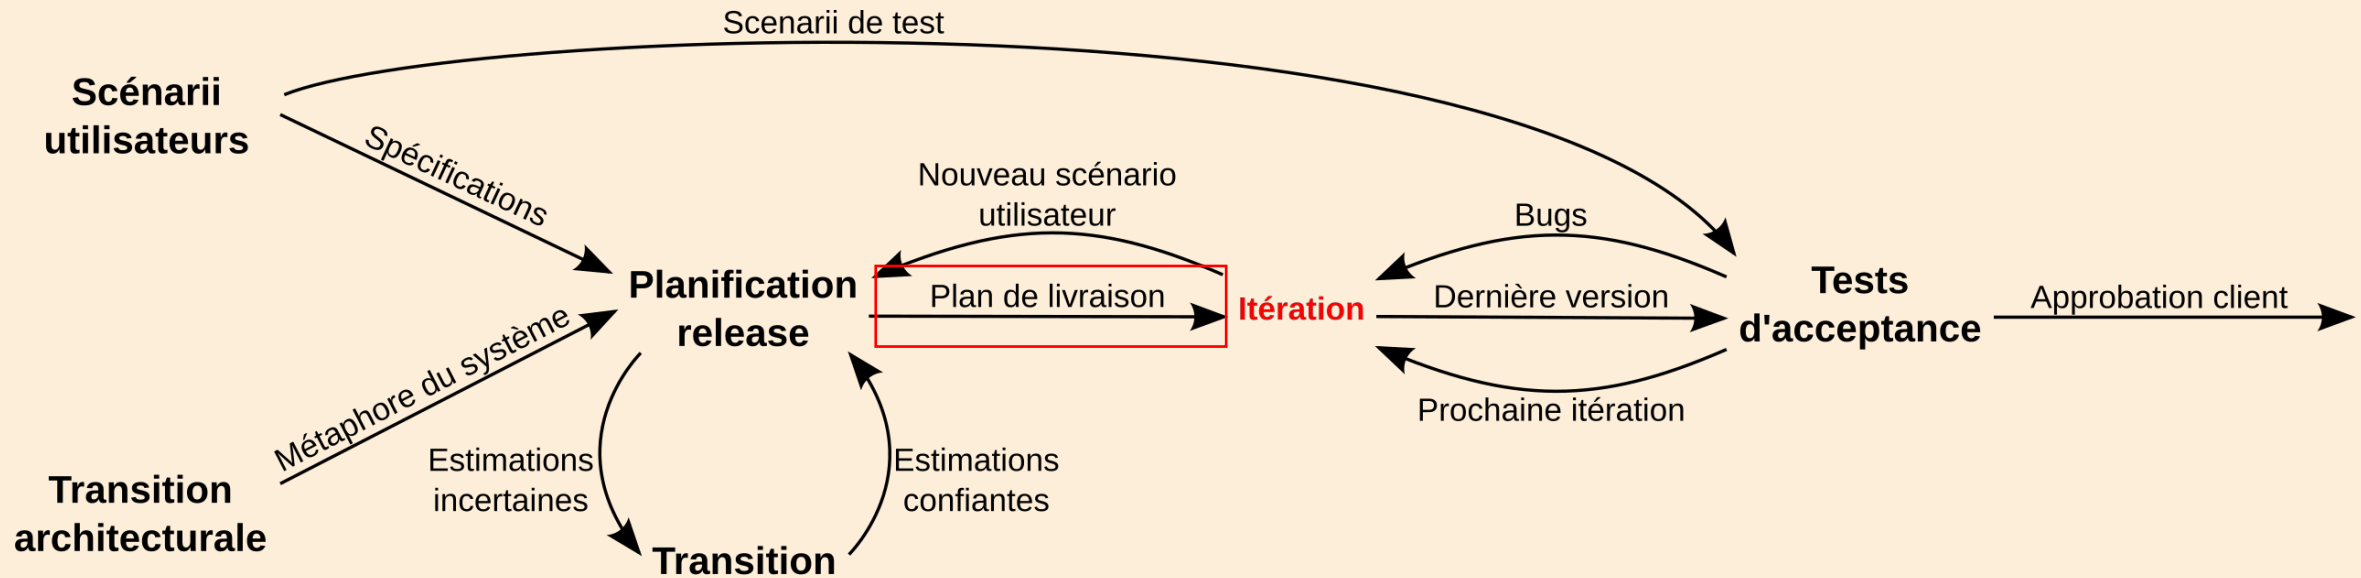 Scenarii de test
Scénarii
utilisateurs
Spécifications
Nouveau scénario
utilisateur
Bugs
Planification
release
Plan de livraison
Itération
Dernière version
Tests
d'acceptance
Approbation client
Métaphore du système
Prochaine itération
Estimations
incertaines
Estimations
confiantes
Transition
architecturale
Transition